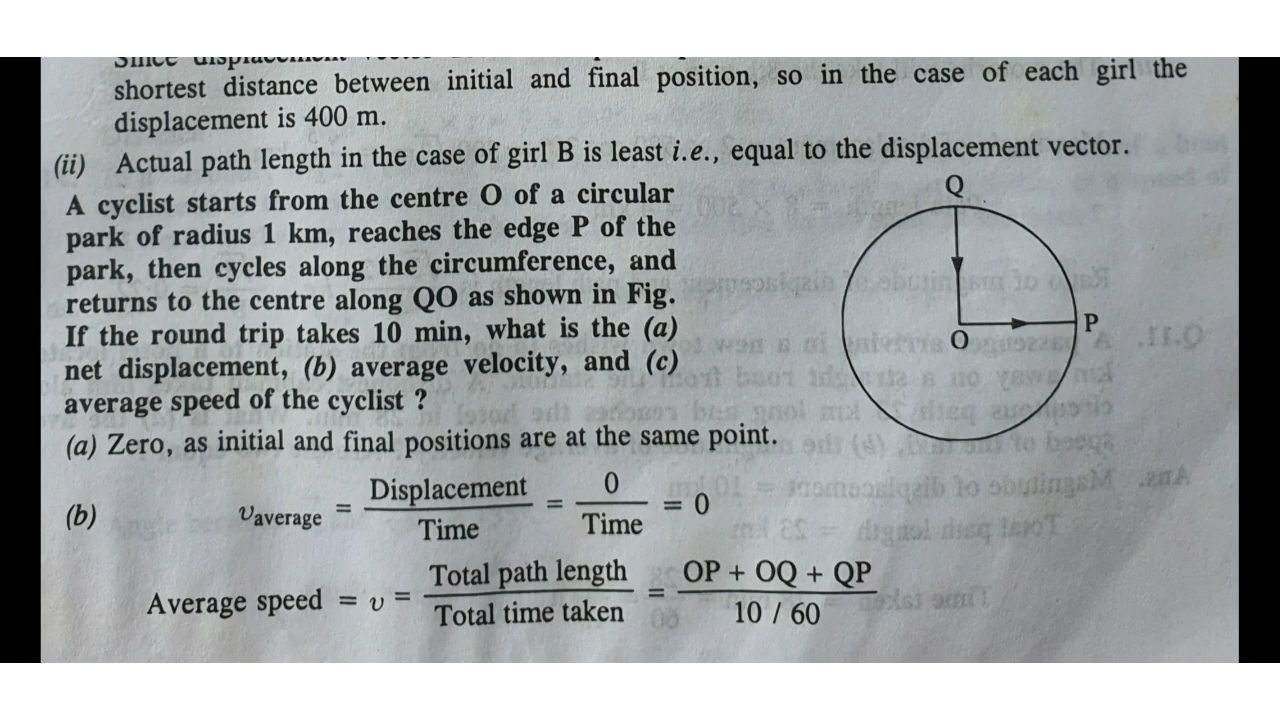 shortest distance between initial and final position, so in the case of each girl the
displacement is 400 m.
(ii) Actual path length in the case of girl B is least i.e., equal to the displacement vector.
A cyclist starts from the centre O of a circular
park of radius 1 km, reaches the edge P of the
park, then cycles along the circumference, and
returns to the centre along QO as shown in Fig.
If the round trip takes 10 min, what is the (a)
net displacement, (b) average velocity, and (c)
average speed of the cyclist ?
Q
O
P
(a) Zero, as initial and final positions are at the same point.
(b) υaverage = Displacement / Time = 0 / Time = 0
Average speed = υ = Total path length / Total time taken = OP + OQ + QP / 10 / 60